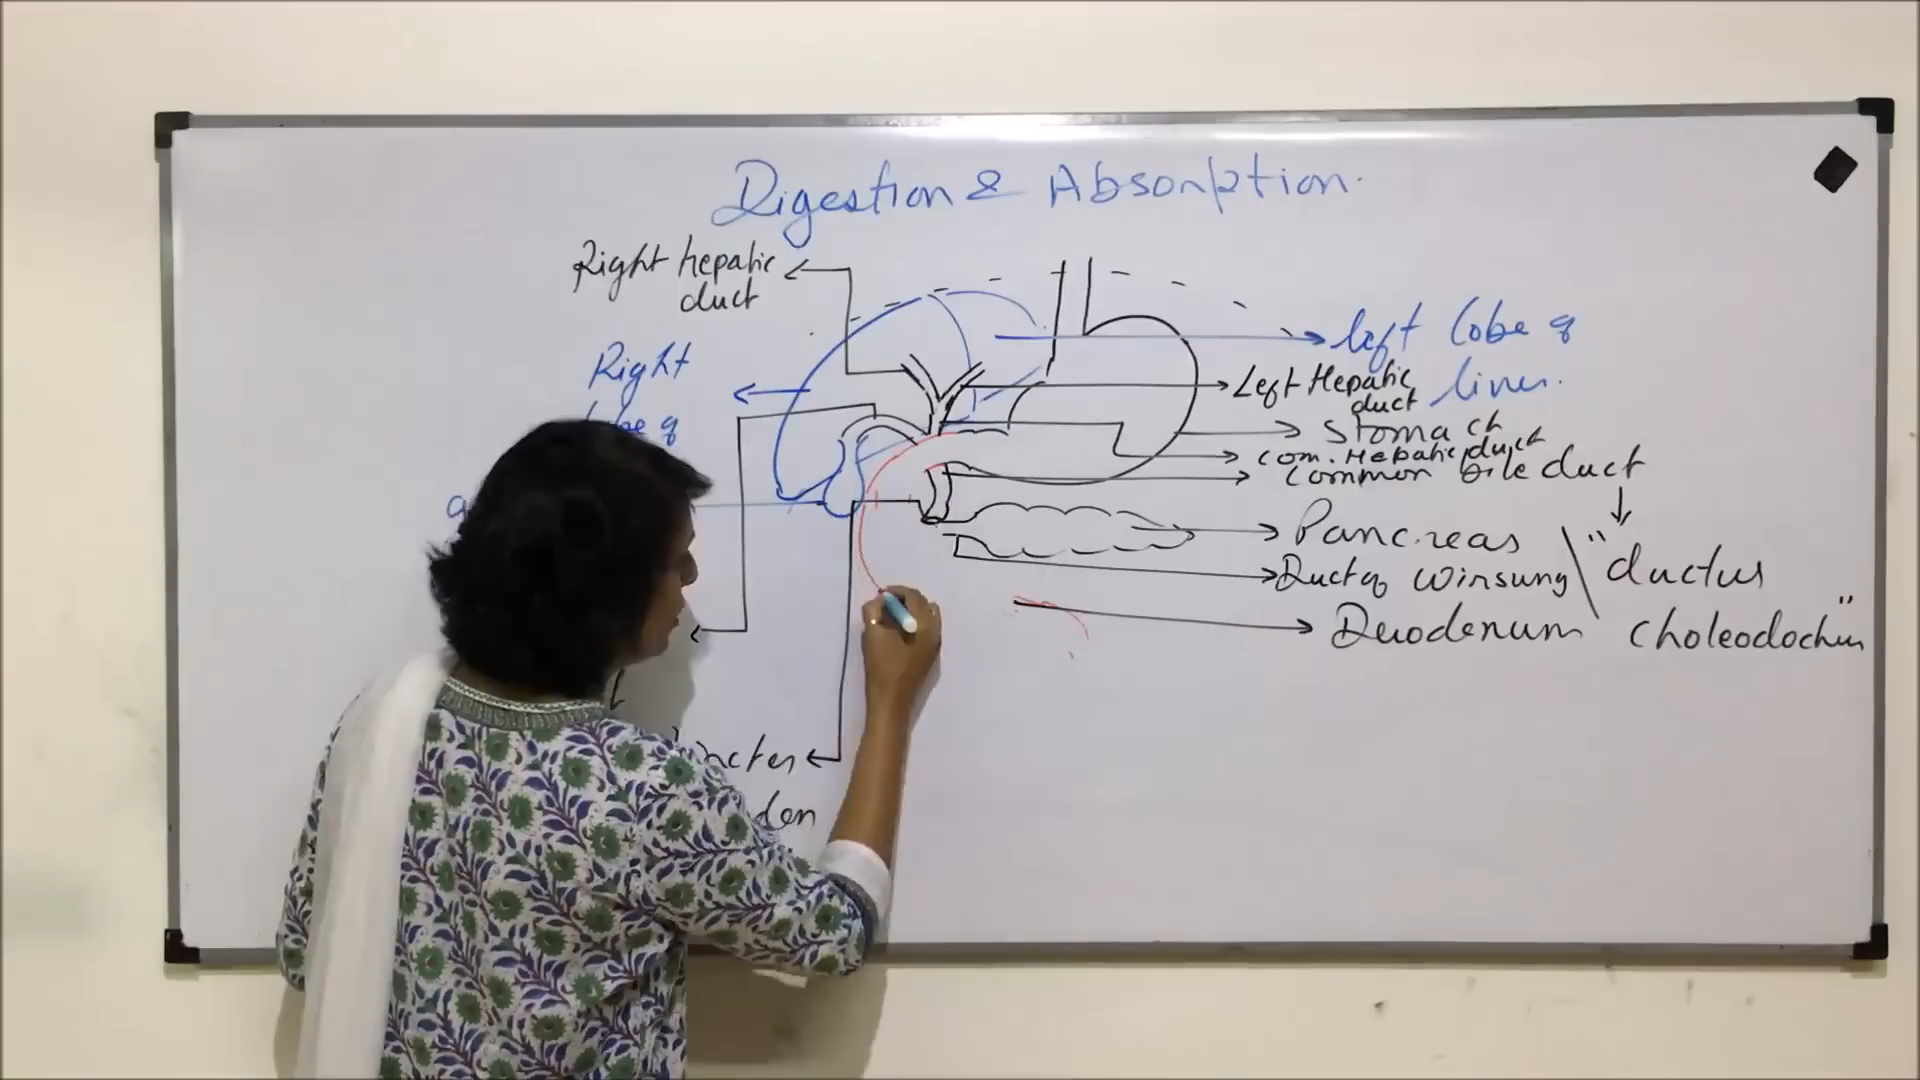 Digestion & Absorption.
Right hepatic
duct
Right
left lobe of
liver.
Left Hepatic
duct
Stomach
Com. Hepatic duct
Common bile duct
Pancreas
Duct of Wirsung
Duodenum
"ductus
choleodochus"